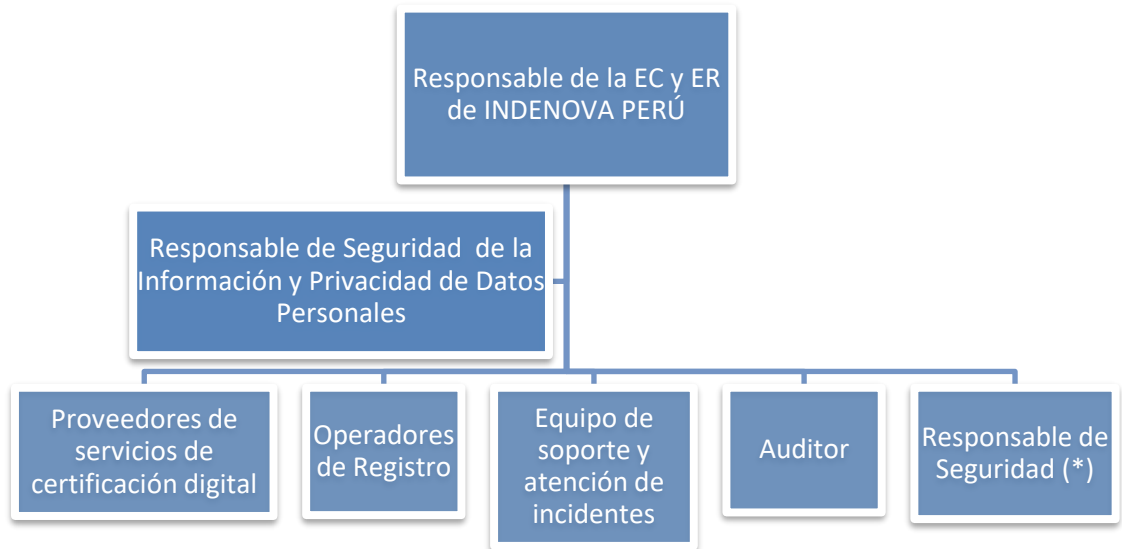 Responsable de la EC y ER
de INDENOVA PERÚ
Responsable de Seguridad  de la
Información y Privacidad de Datos
Personales
Proveedores de
servicios de
certificación digital
Operadores
de Registro
Equipo de
soporte y
atención de
incidentes
Auditor
Responsable de
Seguridad (*)